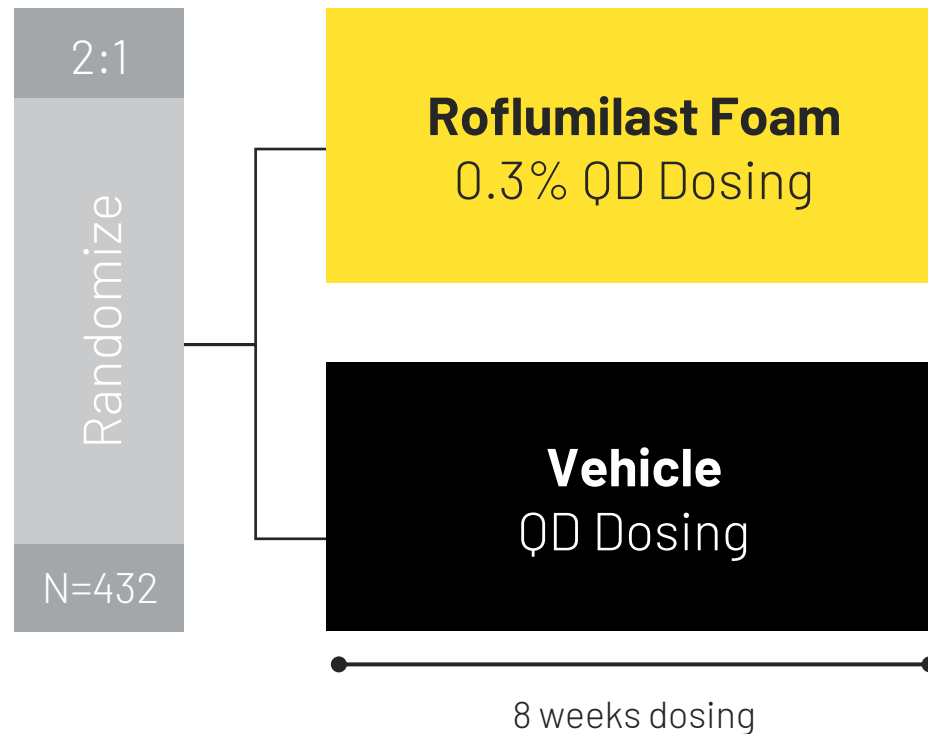 2:1
Randomize
N=432
Roflumilast Foam
0.3% QD Dosing
Vehicle
QD Dosing
8 weeks dosing